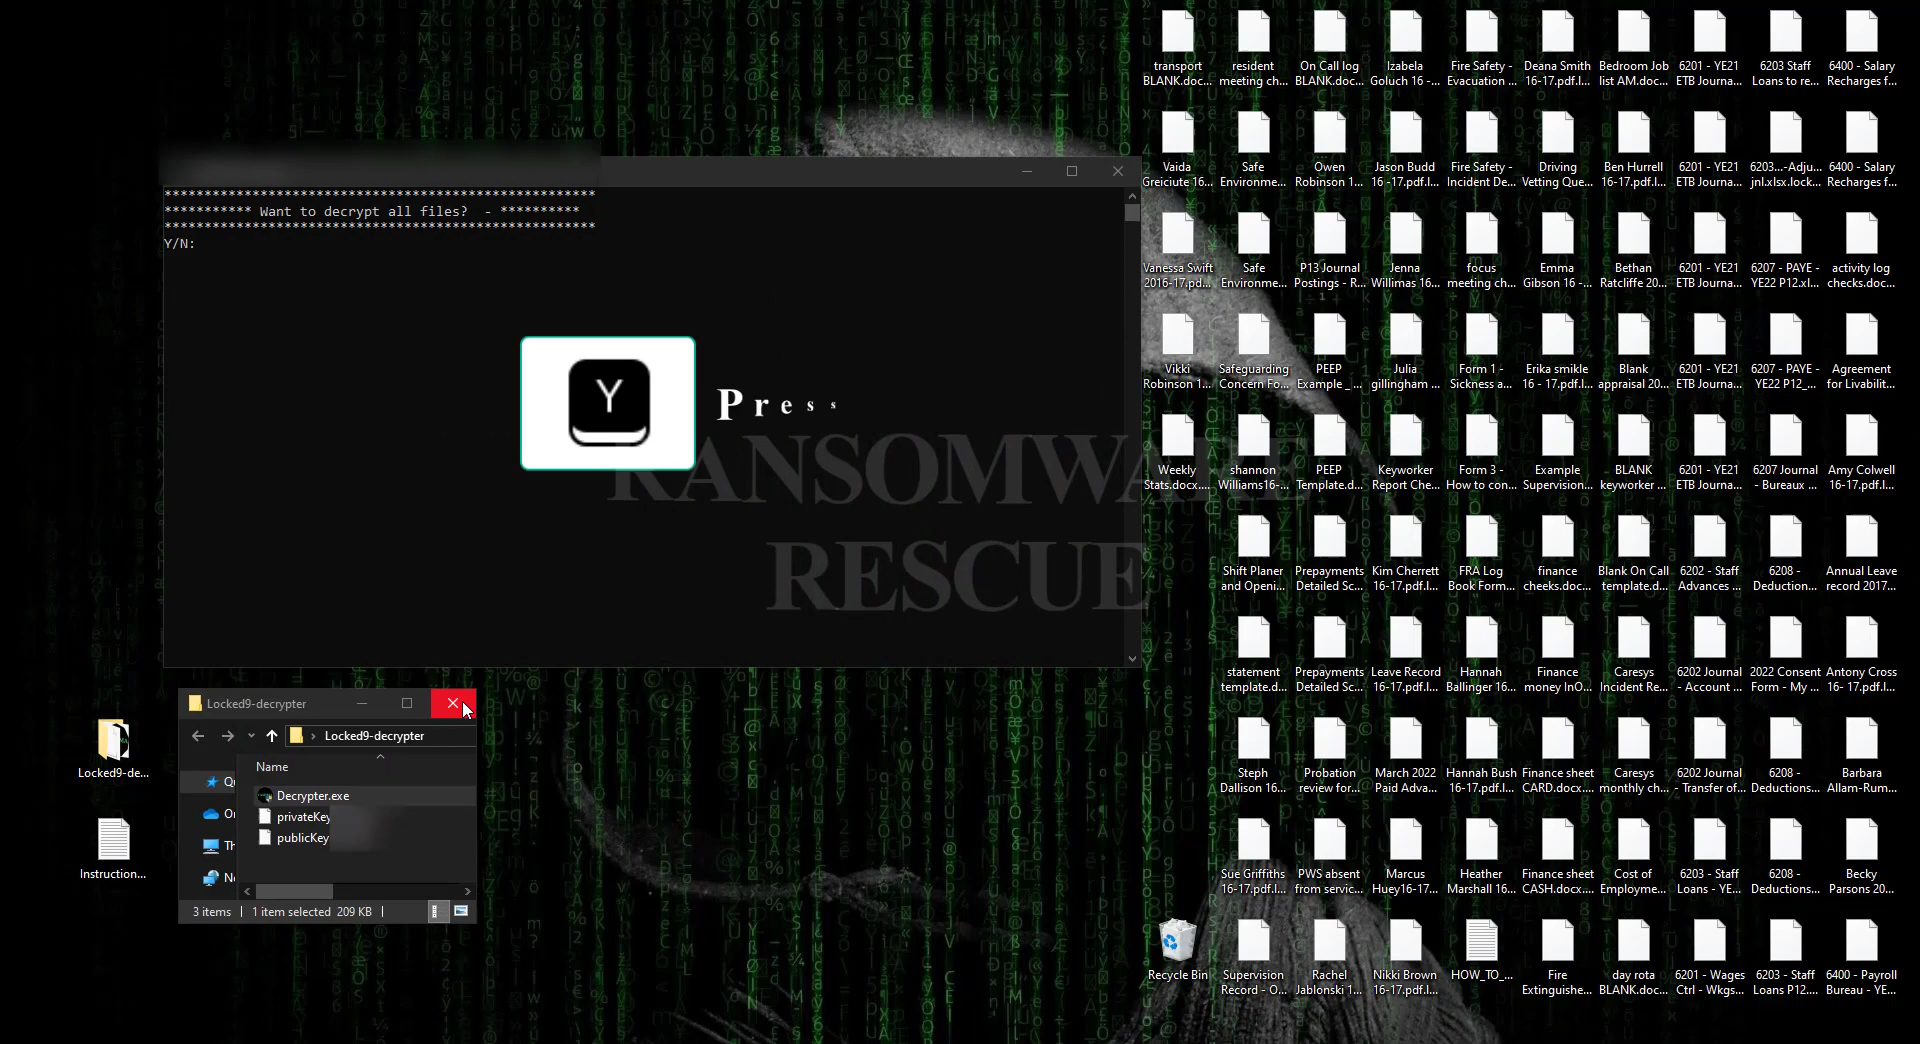 ****************************************************
*********** Want to decrypt all files?  - **********
****************************************************
Y/N:
Y
Press
RANSOMWARE
RESCUE
Locked9-decrypter
Locked9-decrypter
Name
Decrypter.exe
privateKey
publicKey
3 items | 1 item selected 209 KB |
Locked9-de...
Instruction...
transport
BLANK.doc...
resident
meeting ch...
On Call log
BLANK.doc...
Izabela
Goluch 16 -...
Fire Safety -
Evacuation ...
Deana Smith
16-17.pdf.l...
Bedroom Job
list AM.doc...
6201 - YE21
ETB Journa...
6203 Staff
Loans to re...
6400 - Salary
Recharges f...
Vaida
Greiciute 16...
Safe
Environme...
Owen
Robinson 1...
Jason Budd
16 -17.pdf.l...
Fire Safety -
Incident De...
Driving
Vetting Que...
Ben Hurrell
16-17.pdf.l...
6201 - YE21
ETB Journa...
6203...-Adju...
jnl.xlsx.lock...
6400 - Salary
Recharges f...
Vanessa Swift
2016-17.pd...
Safe
Environme...
P13 Journal
Postings - R...
Jenna
Willimas 16...
focus
meeting ch...
Emma
Gibson 16 -...
Bethan
Ratcliffe 20...
6201 - YE21
ETB Journa...
6207 - PAYE -
YE22 P12.xl...
activity log
checks.doc...
Vikki
Robinson 1...
Safeguarding
Concern Fo...
PEEP
Example _ ...
Julia
gillingham ...
Form 1 -
Sickness a...
Erika smikle
16 - 17.pdf.l...
Blank
appraisal 20...
6201 - YE21
ETB Journa...
6207 - PAYE -
YE22 P12_...
Agreement
for Livabilit...
Weekly
Stats.docx....
shannon
Williams16-...
PEEP
Template.d...
Keyworker
Report Che...
Form 3 -
How to con...
Example
Supervision...
BLANK
keyworker ...
6201 - YE21
ETB Journa...
6207 Journal
- Bureaux ...
Amy Colwell
16-17.pdf.l...
Shift Planer
and Openi...
Prepayments
Detailed Sc...
Kim Cherrett
16-17.pdf.l...
FRA Log
Book Form...
finance
cheeks.doc...
Blank On Call
template.d...
6202 - Staff
Advances ...
6208 -
Deduction...
Annual Leave
record 2017...
statement
template.d...
Prepayments
Detailed Sc...
Leave Record
16-17.pdf.l...
Hannah
Ballinger 16...
Finance
money InO...
Caresys
Incident Re...
6202 Journal
- Account ...
2022 Consent
Form - My ...
Antony Cross
16- 17.pdf.l...
Steph
Dallison 16...
Probation
review for...
March 2022
Paid Adva...
Hannah Bush
16-17.pdf.l...
Finance sheet
CARD.docx....
Caresys
monthly ch...
6202 Journal
- Transfer of...
6208 -
Deductions...
Barbara
Allam-Rum...
Sue Griffiths
16-17.pdf.l...
PWS absent
from servic...
Marcus
Huey16-17...
Heather
Marshall 16...
Finance sheet
CASH.docx....
Cost of
Employme...
6203 - Staff
Loans - YE...
6208 -
Deductions...
Becky
Parsons 20...
Recycle Bin
Supervision
Record - O...
Rachel
Jablonski 1...
Nikki Brown
16-17.pdf.l...
HOW_TO_...
Fire
Extinguishe...
day rota
BLANK.doc...
6201 - Wages
Ctrl - Wkgs...
6203 - Staff
Loans P12....
6400 - Payroll
Bureau - YE...